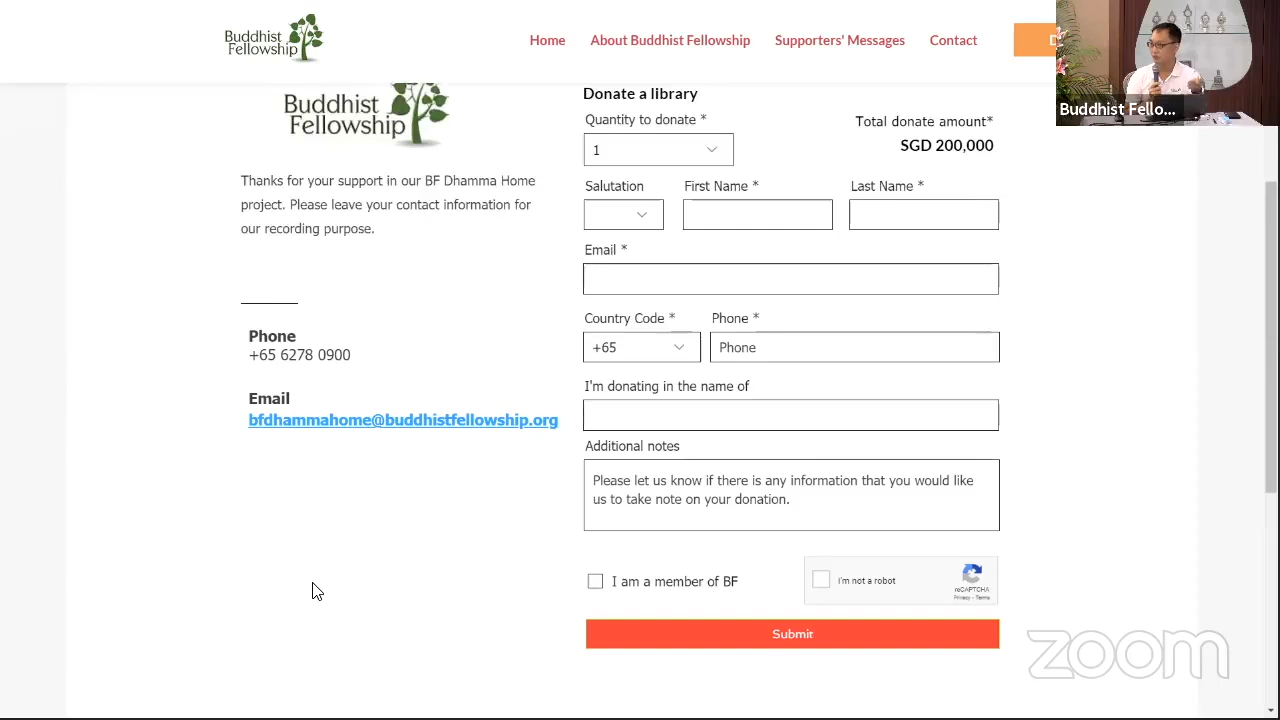 Buddhist
Fellowship
Home
About Buddhist Fellowship
Supporters' Messages
Contact
D
Buddhist Fello...
Buddhist
Fellowship
Thanks for your support in our BF Dhamma Home
project. Please leave your contact information for
our recording purpose.
Phone
+65 6278 0900
Email
bfdhammahome@buddhistfellowship.org
Donate a library
Quantity to donate *
1
Total donate amount*
SGD 200,000
Salutation
First Name *
Last Name *
Email *
Country Code *
Phone *
+65
Phone
I'm donating in the name of
Additional notes
Please let us know if there is any information that you would like
us to take note on your donation.
I am a member of BF
I'm not a robot
reCAPTCHA
Privacy - Terms
Submit
zoom